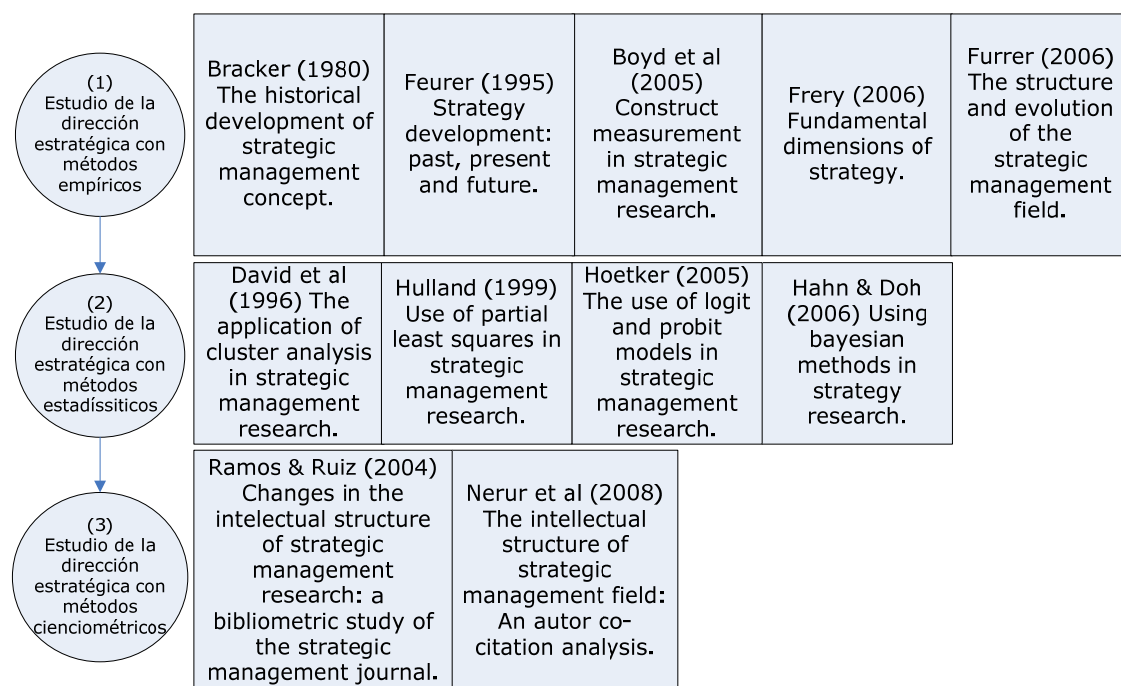 (1)
Estudio de la
dirección
estratégica con
métodos
empíricos
Bracker (1980)
The historical
development of
strategic
management
concept.
Feurer (1995)
Strategy
development:
past, present
and future.
Boyd et al
(2005)
Construct
measurement
in strategic
management
research.
Frery (2006)
Fundamental
dimensions of
strategy.
Furrer (2006)
The structure
and evolution
of the
strategic
management
field.
(2)
Estudio de la
dirección
estratégica con
métodos
estadíssiticos
David et al
(1996) The
application of
cluster analysis
in strategic
management
research.
Hulland (1999)
Use of partial
least squares in
strategic
management
research.
Hoetker (2005)
The use of logit
and probit
models in
strategic
management
research.
Hahn & Doh
(2006) Using
bayesian
methods in
strategy
research.
(3)
Estudio de la
dirección
estratégica con
métodos
cienciométricos
Ramos & Ruiz (2004)
Changes in the
intelectual structure
of strategic
management
research: a
bibliometric study of
the strategic
management journal.
Nerur et al (2008)
The intellectual
structure of
strategic
management field:
An autor co-
citation analysis.